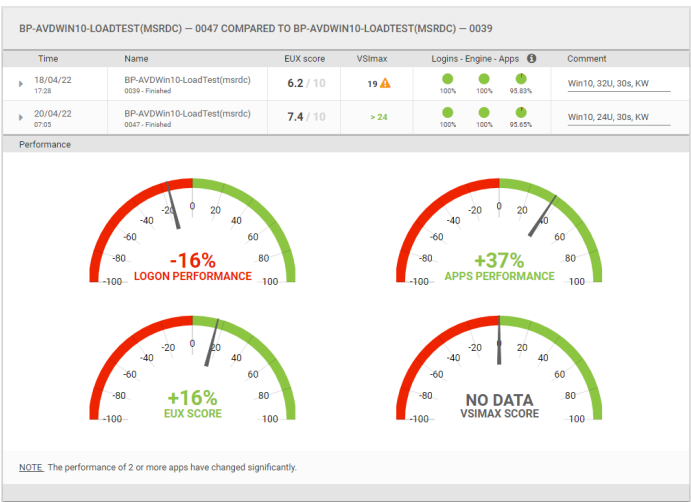 BP-AVDWIN10-LOADTEST(MSRDC) — 0047 COMPARED TO BP-AVDWIN10-LOADTEST(MSRDC) — 0039
Time Name EUX score VSImax Logins - Engine - Apps Comment
18/04/22 BP-AVDWin10-LoadTest(msrdc) 6.2 / 10 19 Win10, 32U, 30s, KW
17:28 0039 - Finished 100% 100% 95.83%
20/04/22 BP-AVDWin10-LoadTest(msrdc) 7.4 / 10 > 24 Win10, 24U, 30s, KW
07:05 0047 - Finished 100% 100% 95.65%
Performance
-100 -80 -60 -40 -20 0 20 40 60 80 100
-16%
LOGON PERFORMANCE
-100 -80 -60 -40 -20 0 20 40 60 80 100
+37%
APPS PERFORMANCE
-100 -80 -60 -40 -20 0 20 40 60 80 100
+16%
EUX SCORE
-100 -80 -60 -40 -20 0 20 40 60 80 100
NO DATA
VSIMAX SCORE
NOTE The performance of 2 or more apps have changed significantly.